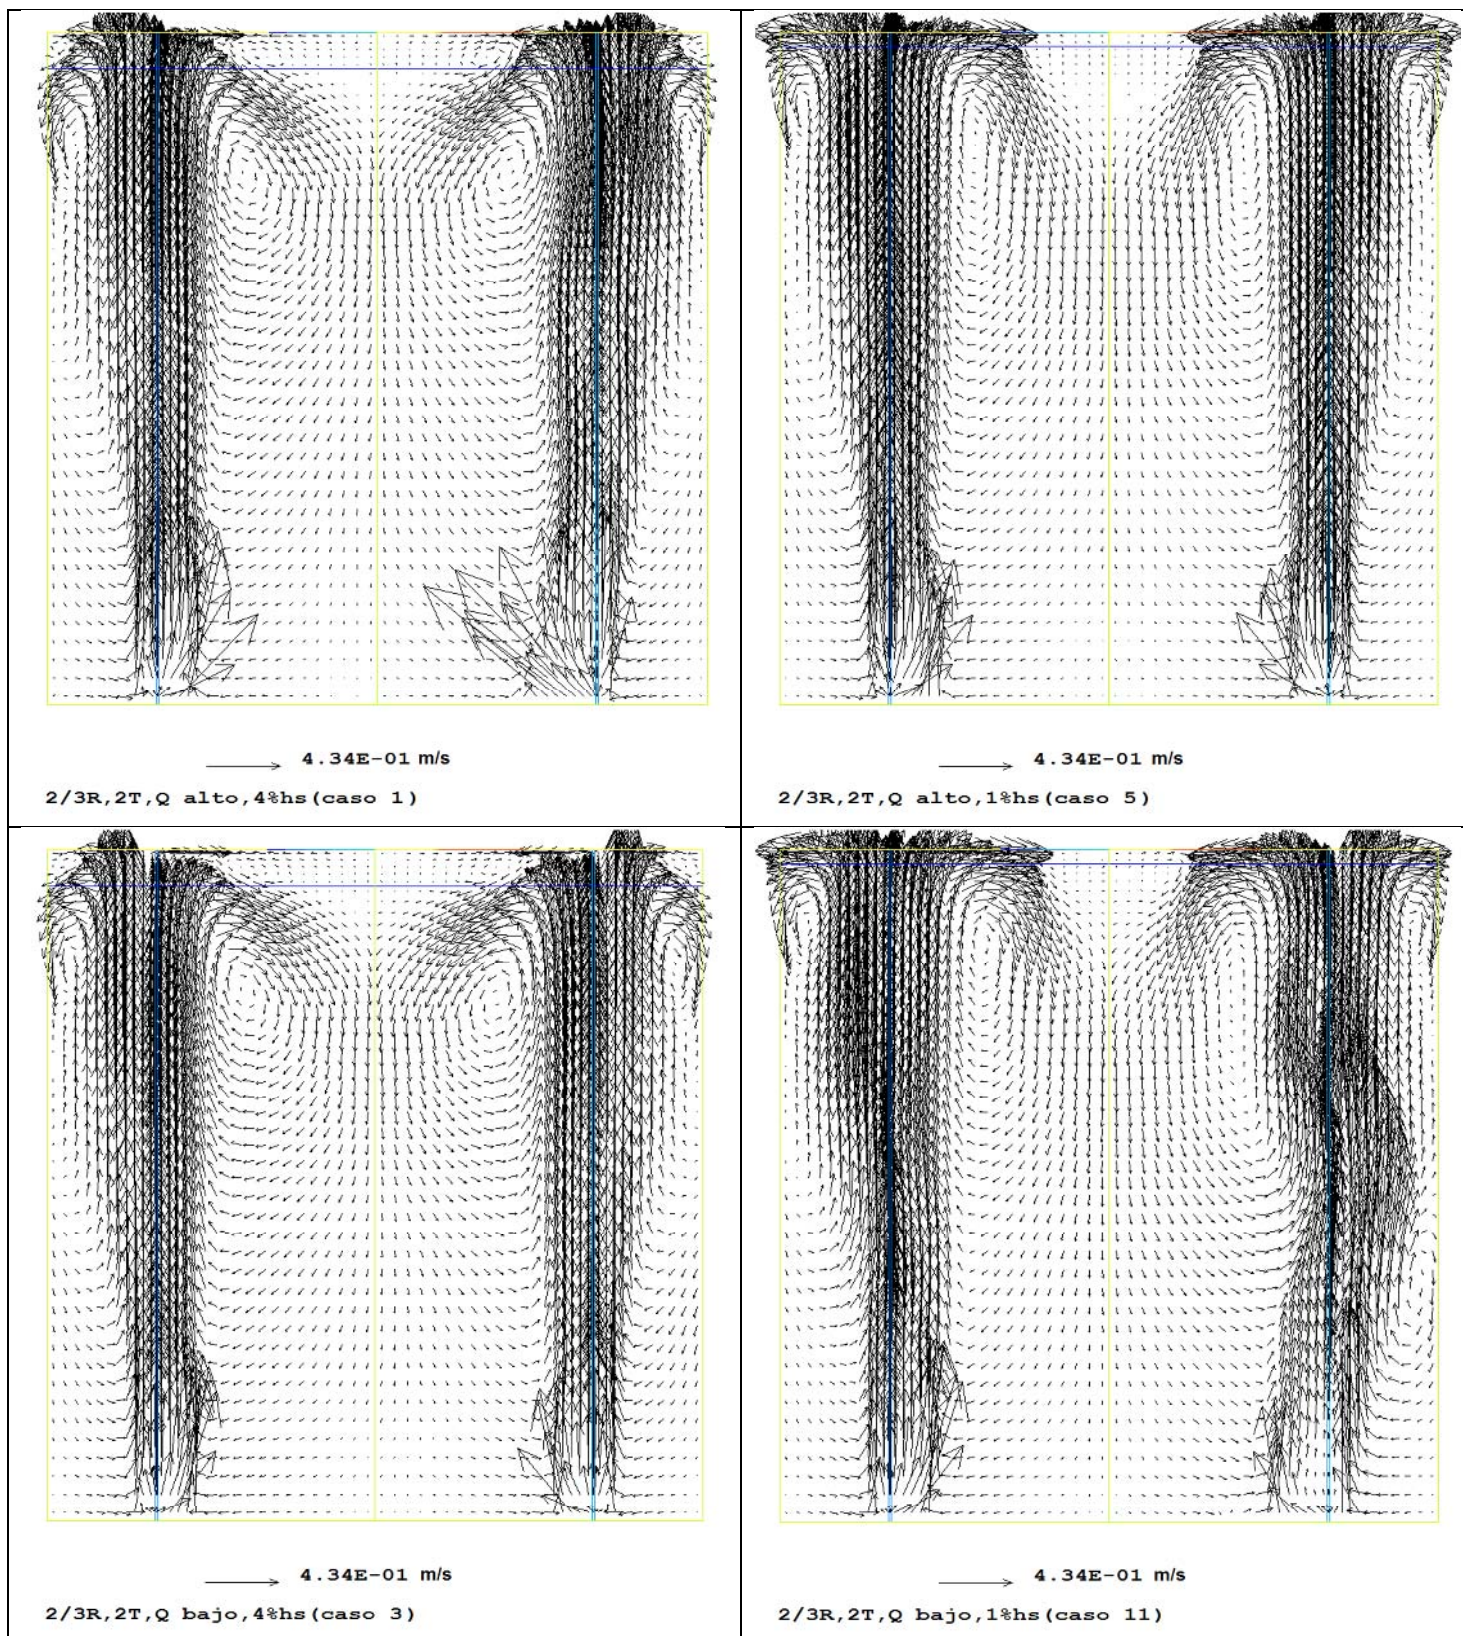 4.34E-01 m/s
2/3R,2T,Q alto,4%hs(caso 1)
4.34E-01 m/s
2/3R,2T,Q alto,1%hs(caso 5)
4.34E-01 m/s
2/3R,2T,Q bajo,4%hs(caso 3)
4.34E-01 m/s
2/3R,2T,Q bajo,1%hs(caso 11)